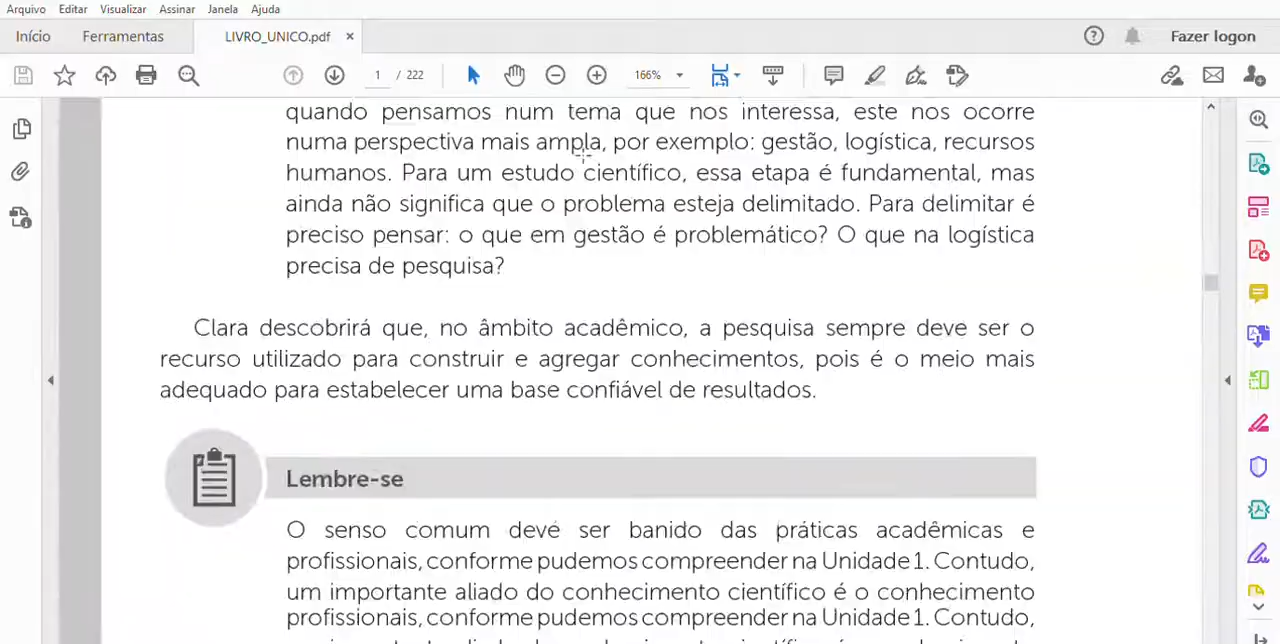 Arquivo Editar Visualizar Assinar Janela Ajuda
Início Ferramentas LIVRO_UNICO.pdf × Fazer logon
1 / 222 166%
quando pensamos num tema que nos interessa, este nos ocorre
numa perspectiva mais ampla, por exemplo: gestão, logística, recursos
humanos. Para um estudo científico, essa etapa é fundamental, mas
ainda não significa que o problema esteja delimitado. Para delimitar é
preciso pensar: o que em gestão é problemático? O que na logística
precisa de pesquisa?
Clara descobrirá que, no âmbito acadêmico, a pesquisa sempre deve ser o
recurso utilizado para construir e agregar conhecimentos, pois é o meio mais
adequado para estabelecer uma base confiável de resultados.
Lembre-se
O senso comum deve ser banido das práticas acadêmicas e
profissionais, conforme pudemos compreender na Unidade 1. Contudo,
um importante aliado do conhecimento científico é o conhecimento
profissionais, conforme pudemos compreender na Unidade 1. Contudo,